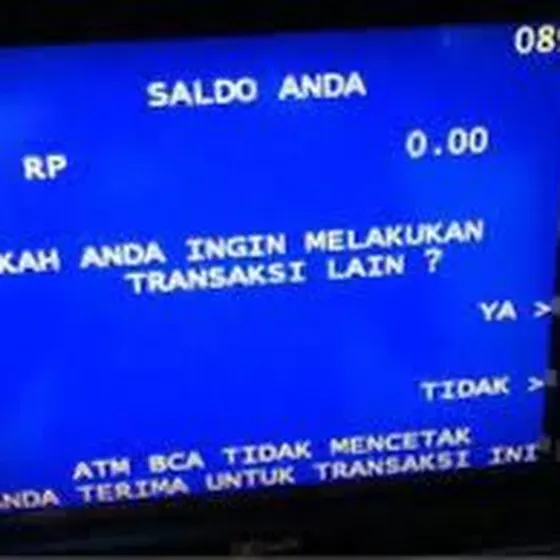 08
SALDO ANDA
RP 0.00
KAH ANDA INGIN MELAKUKAN
TRANSAKSI LAIN ?
YA >
TIDAK >
ATM BCA TIDAK MENCETAK
ANDA TERIMA UNTUK TRANSAKSI INI